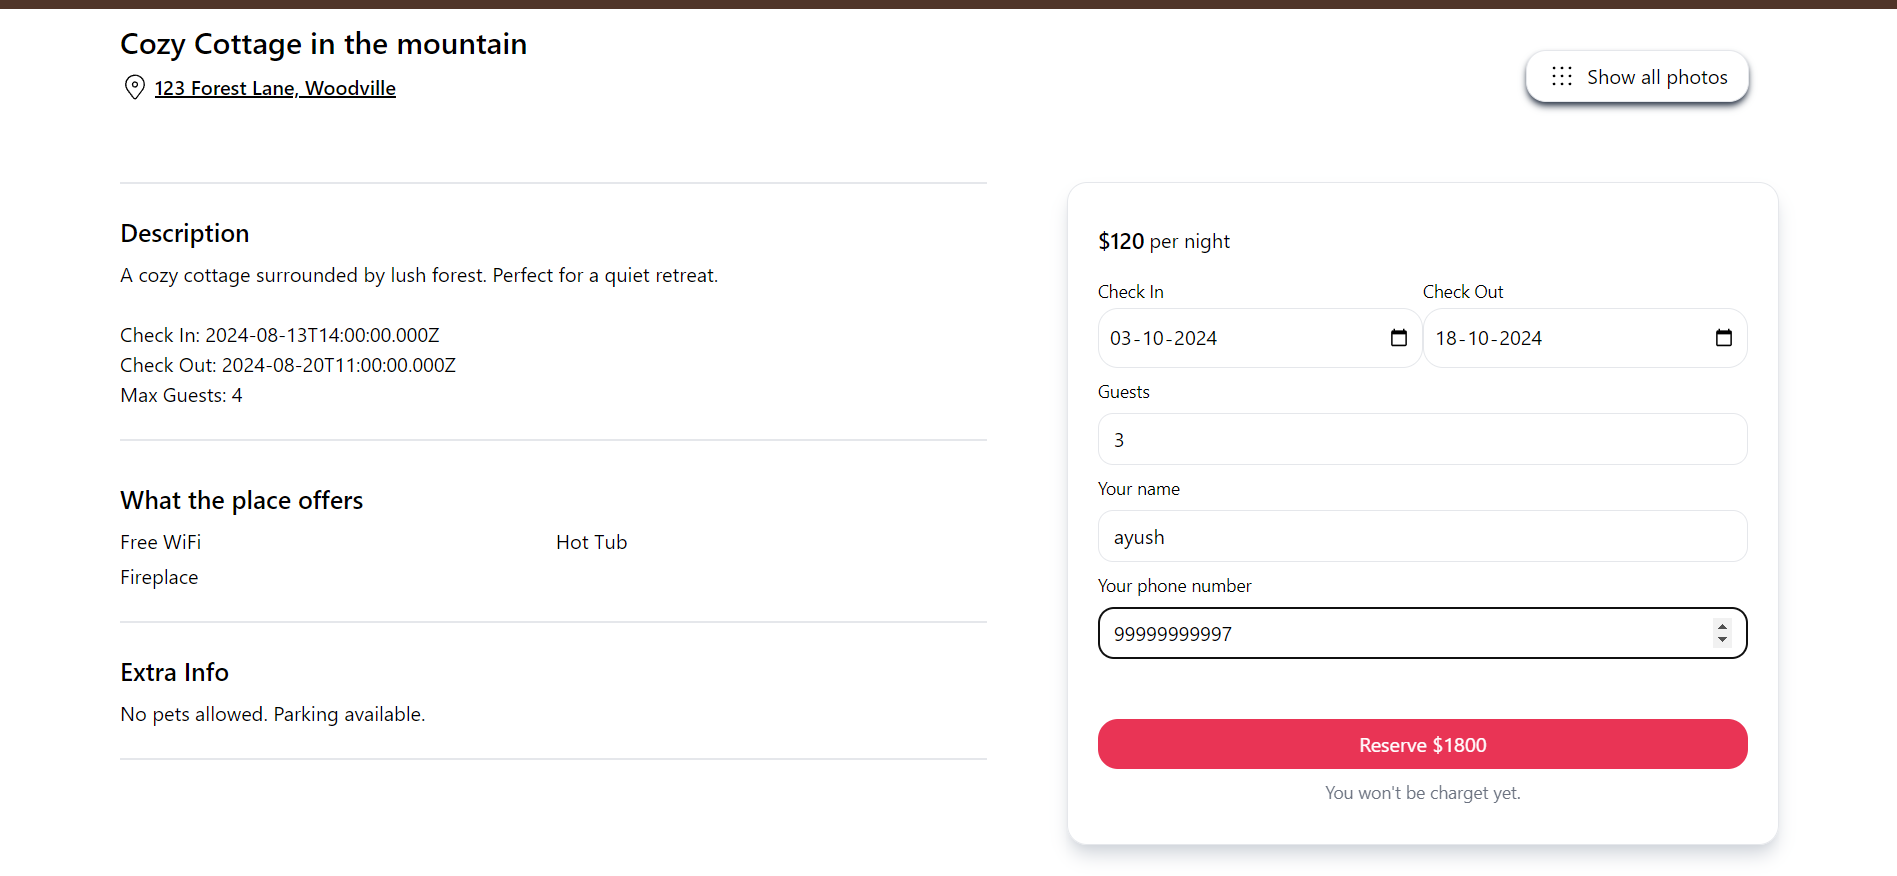 Cozy Cottage in the mountain
123 Forest Lane, Woodville
Show all photos
Description
A cozy cottage surrounded by lush forest. Perfect for a quiet retreat.
Check In: 2024-08-13T14:00:00.000Z
Check Out: 2024-08-20T11:00:00.000Z
Max Guests: 4
What the place offers
Free WiFi
Hot Tub
Fireplace
Extra Info
No pets allowed. Parking available.
$120 per night
Check In
Check Out
03-10-2024
18-10-2024
Guests
3
Your name
ayush
Your phone number
99999999997
Reserve $1800
You won't be charget yet.